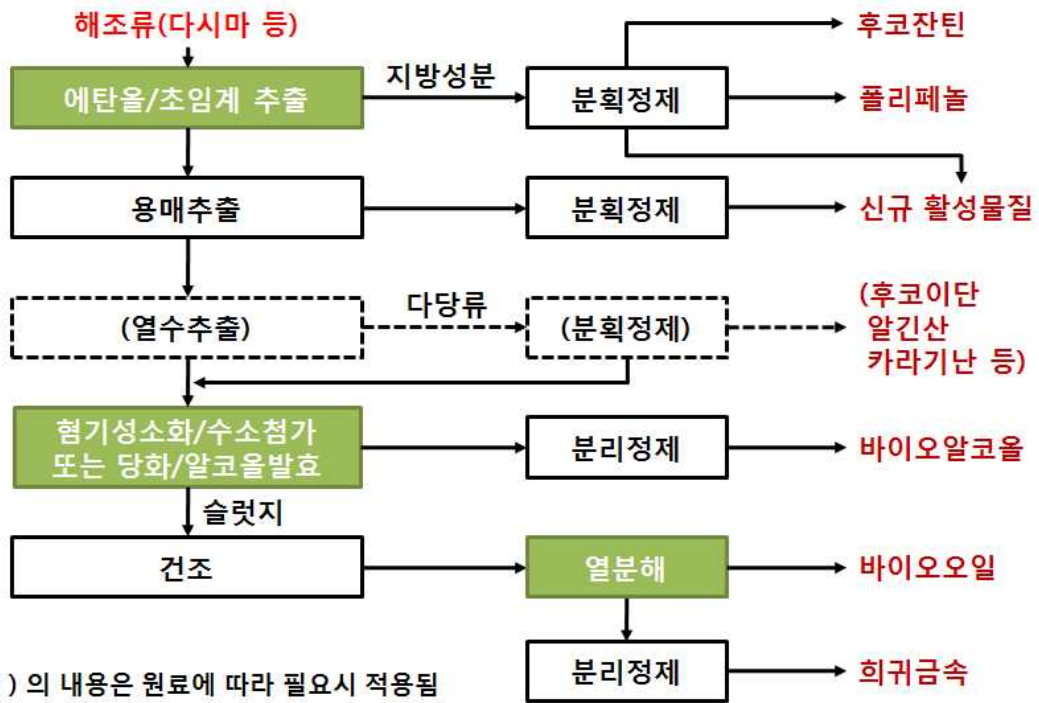 해조류(다시마 등)
후코잔틴
에탄올/초임계 추출
지방성분
분획정제
폴리페놀
용매추출
분획정제
신규 활성물질
(열수추출)
다당류
(분획정제)
(후코이단
알긴산
카라기난 등)
혐기성소화/수소첨가
또는 당화/알코올발효
분리정제
바이오알코올
슬럿지
건조
열분해
바이오오일
분리정제
희귀금속
) 의 내용은 원료에 따라 필요시 적용됨